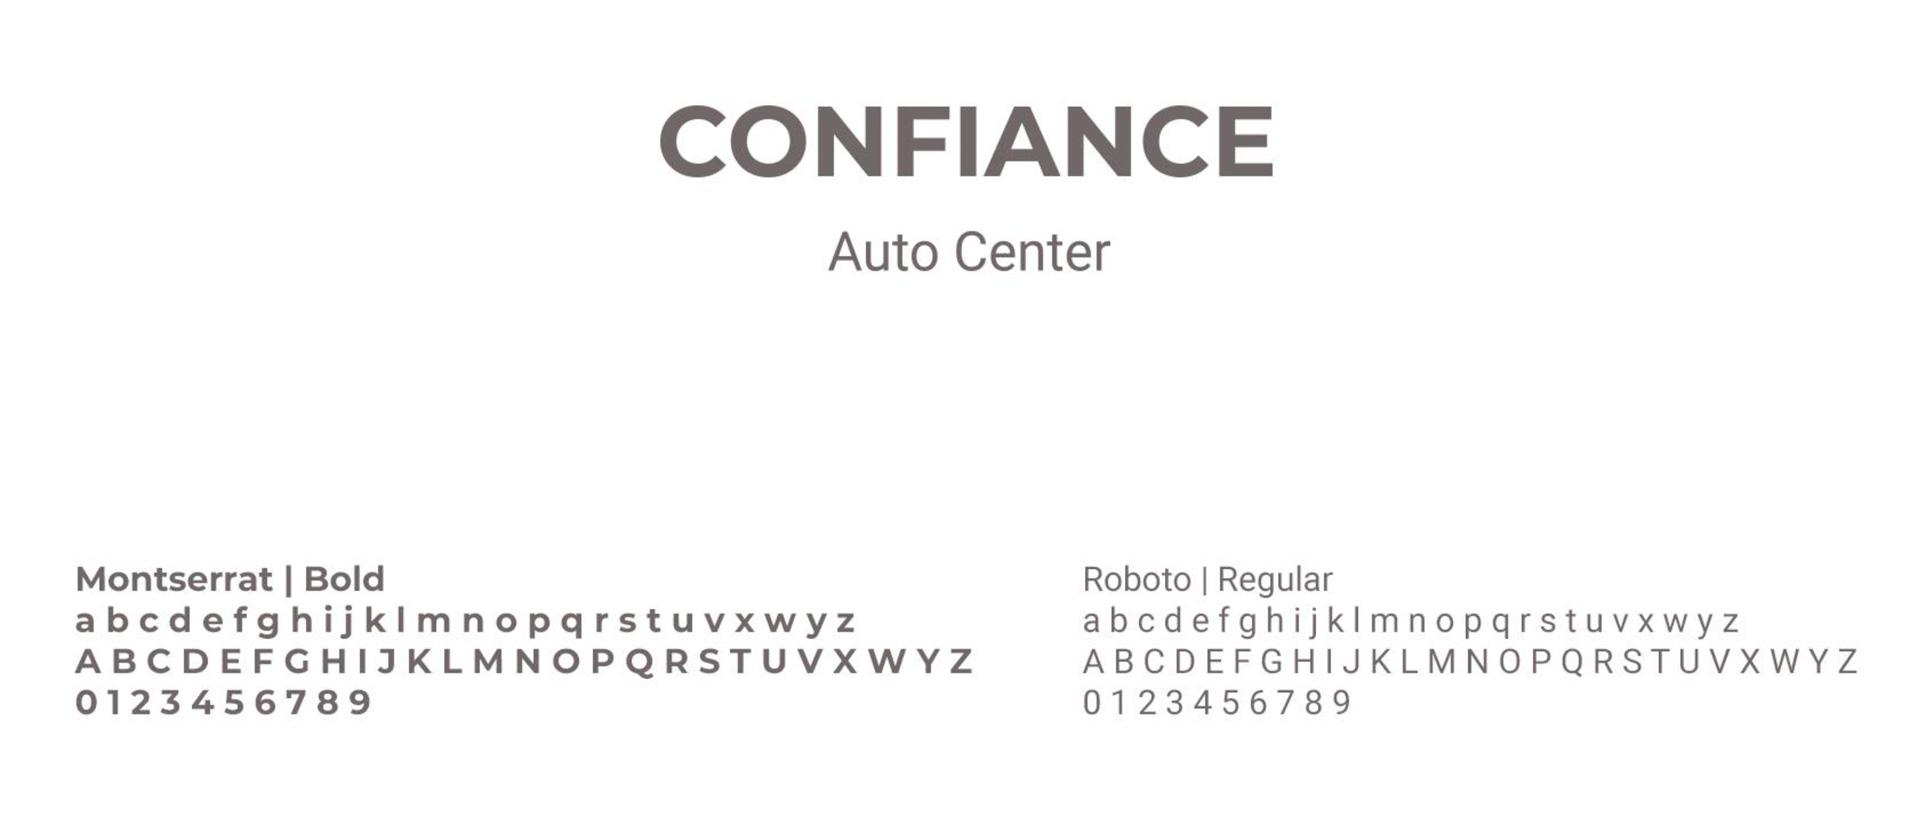 CONFIANCE
Auto Center
Montserrat | Bold
a b c d e f g h i j k l m n o p q r s t u v x w y z
A B C D E F G H I J K L M N O P Q R S T U V X W Y Z
0 1 2 3 4 5 6 7 8 9
Roboto | Regular
a b c d e f g h i j k l m n o p q r s t u v x w y z
A B C D E F G H I J K L M N O P Q R S T U V X W Y Z
0 1 2 3 4 5 6 7 8 9